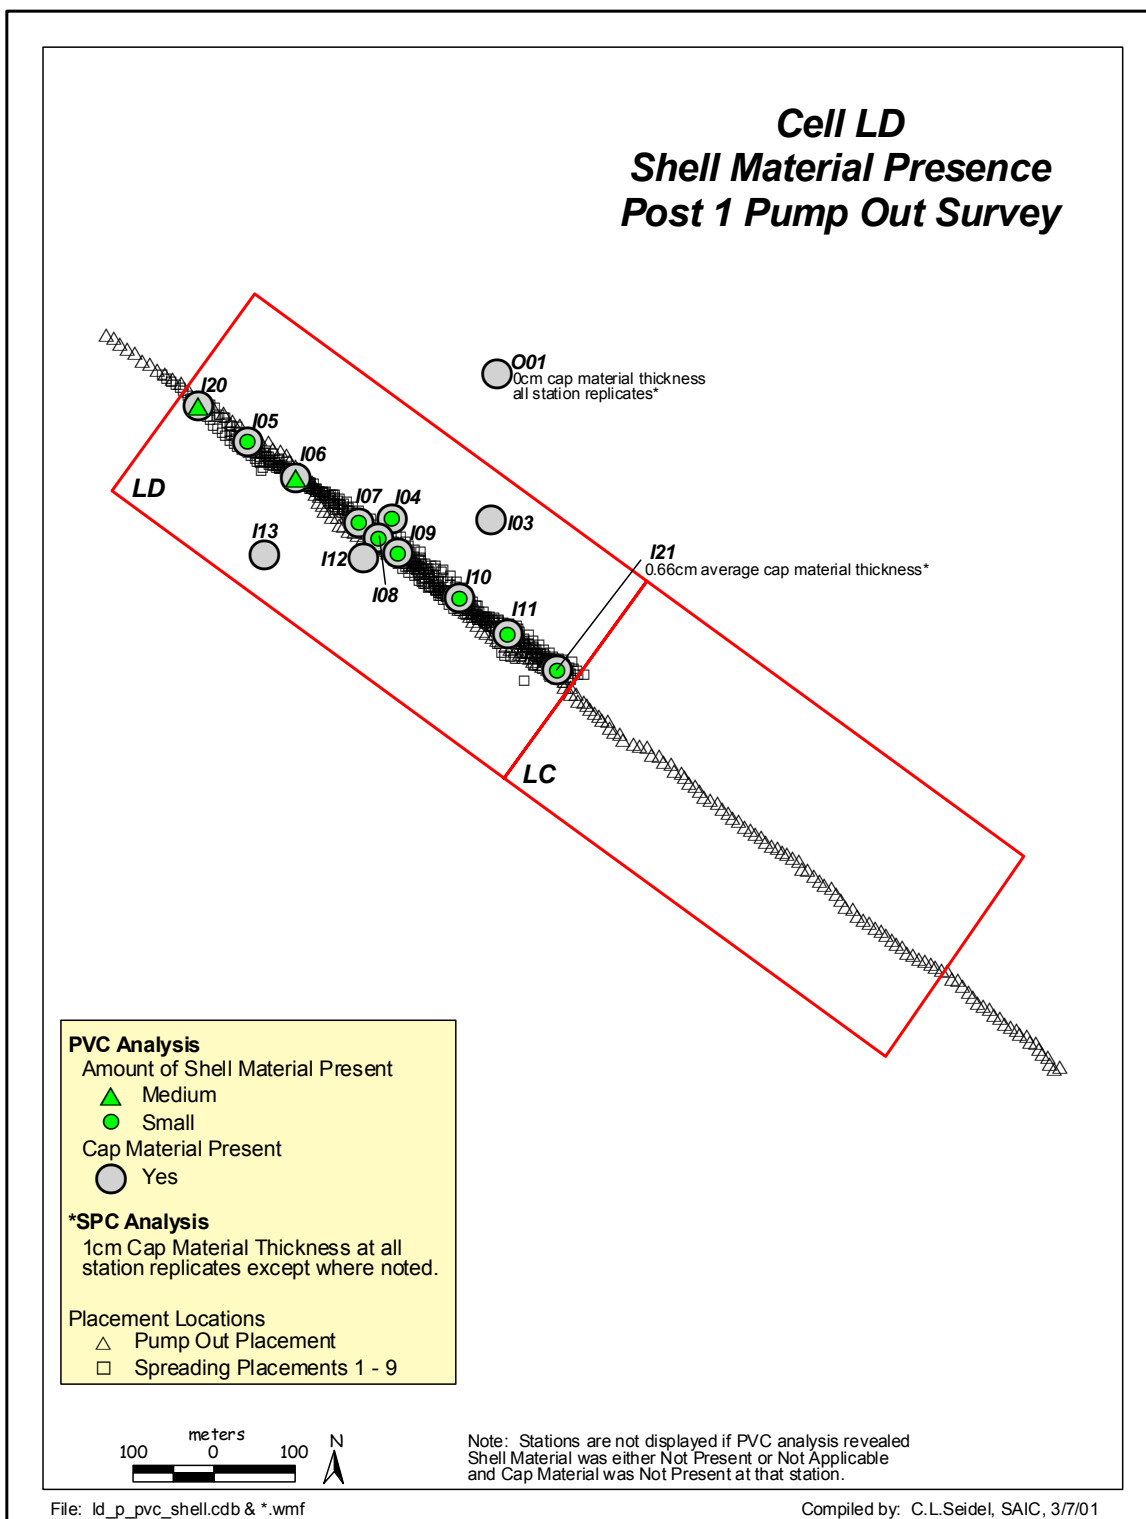 Cell LD
Shell Material Presence
Post 1 Pump Out Survey
O01
0cm cap material thickness
all station replicates*
I20
I05
I06
LD
I07
I04
I03
I13
I12
I09
I08
I21
0.66cm average cap material thickness*
I10
I11
LC
PVC Analysis
Amount of Shell Material Present
Medium
Small
Cap Material Present
Yes
*SPC Analysis
1cm Cap Material Thickness at all
station replicates except where noted.
Placement Locations
Pump Out Placement
Spreading Placements 1 - 9
meters
100 0 100
N
Note: Stations are not displayed if PVC analysis revealed
Shell Material was either Not Present or Not Applicable
and Cap Material was Not Present at that station.
File: ld_p_pvc_shell.cdb & *.wmf
Compiled by: C.L.Seidel, SAIC, 3/7/01